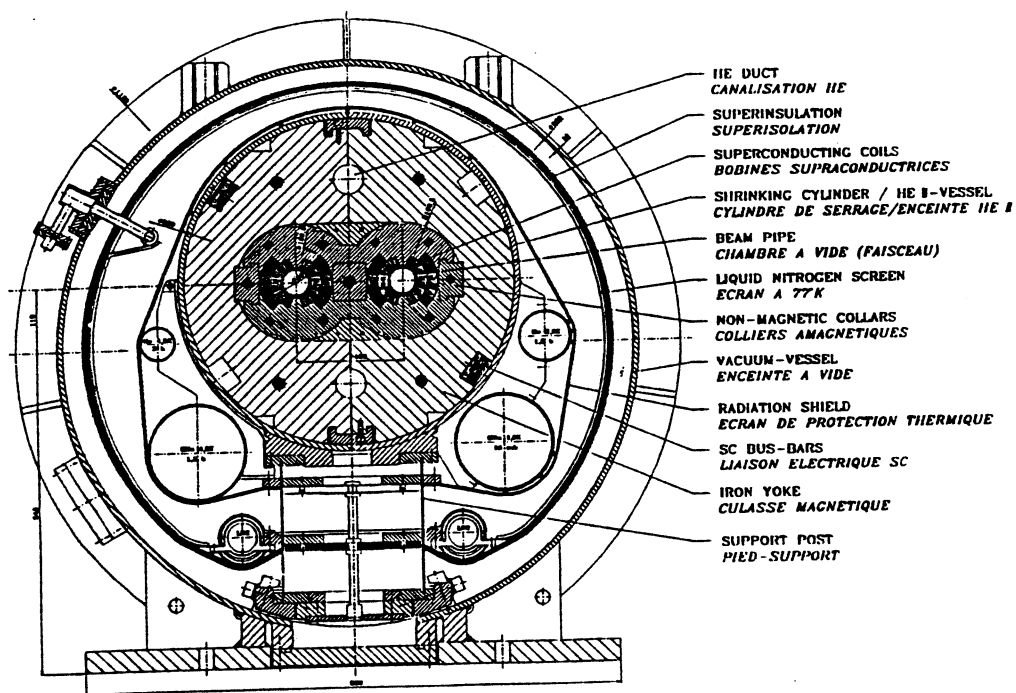 HE DUCT
CANALISATION HE
SUPERINSULATION
SUPERISOLATION
SUPERCONDUCTING COILS
BOBINES SUPRACONDUCTRICES
SHRINKING CYLINDER / HE II-VESSEL
CYLINDRE DE SERRAGE/ENCEINTE HE II
BEAM PIPE
CHAMBRE A VIDE (FAISCEAU)
LIQUID NITROGEN SCREEN
ECRAN A 77K
NON-MAGNETIC COLLARS
COLLIERS AMAGNETIQUES
VACUUM-VESSEL
ENCEINTE A VIDE
RADIATION SHIELD
ECRAN DE PROTECTION THERMIQUE
SC BUS-BARS
LIAISON ELECTRIQUE SC
IRON YOKE
CULASSE MAGNETIQUE
SUPPORT POST
PIED-SUPPORT